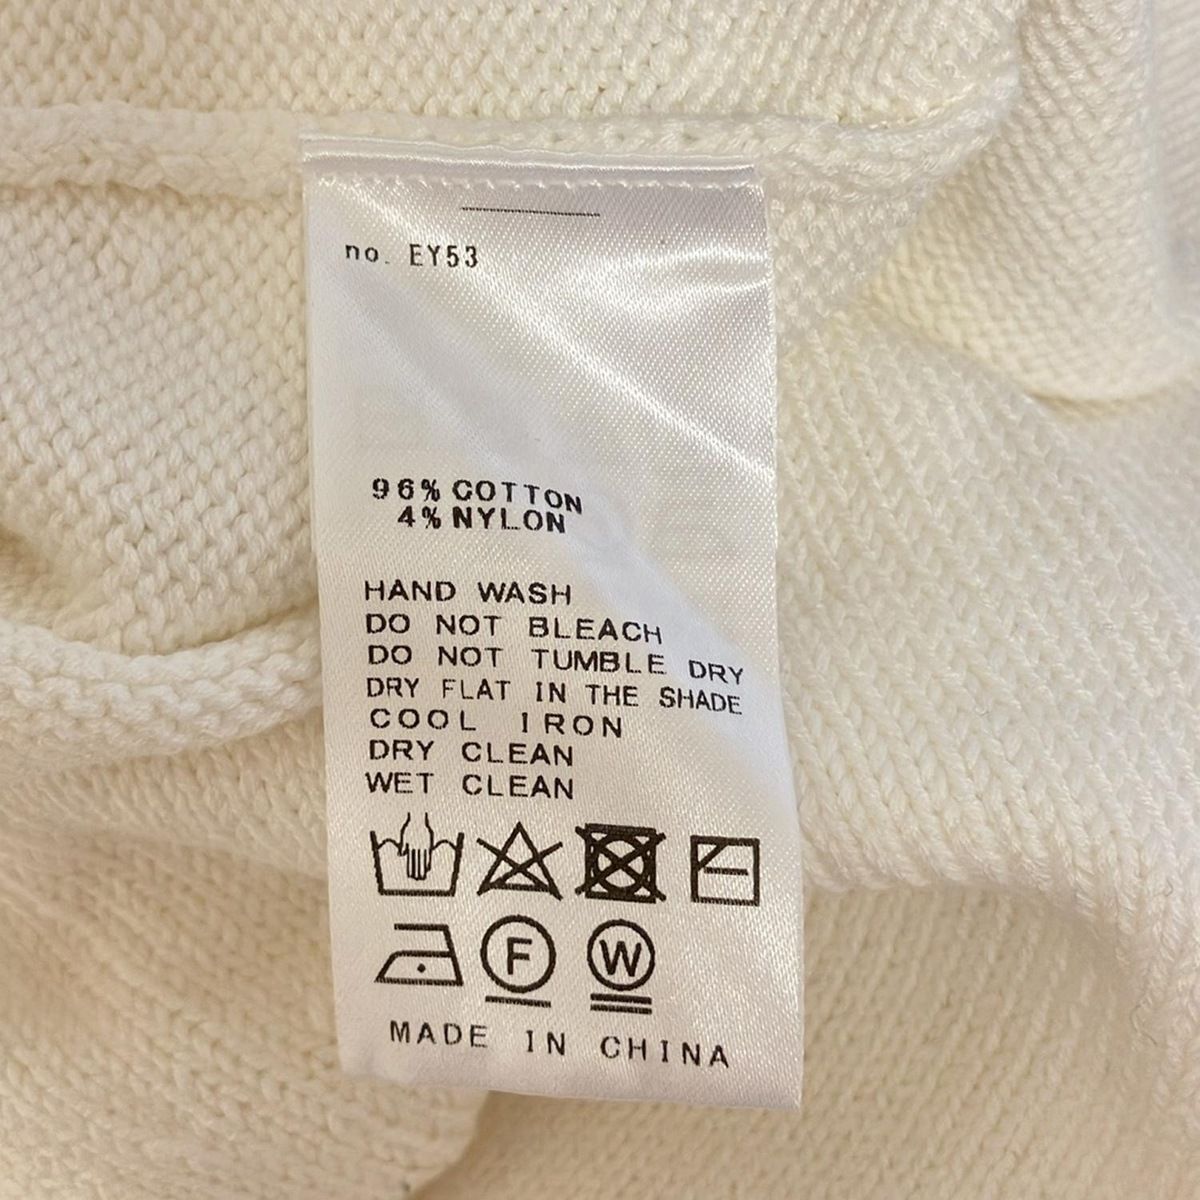 no. EY53
96% COTTON
4% NYLON
HAND WASH
DO NOT BLEACH
DO NOT TUMBLE DRY
DRY FLAT IN THE SHADE
COOL IRON
DRY CLEAN
WET CLEAN
F W
MADE IN CHINA